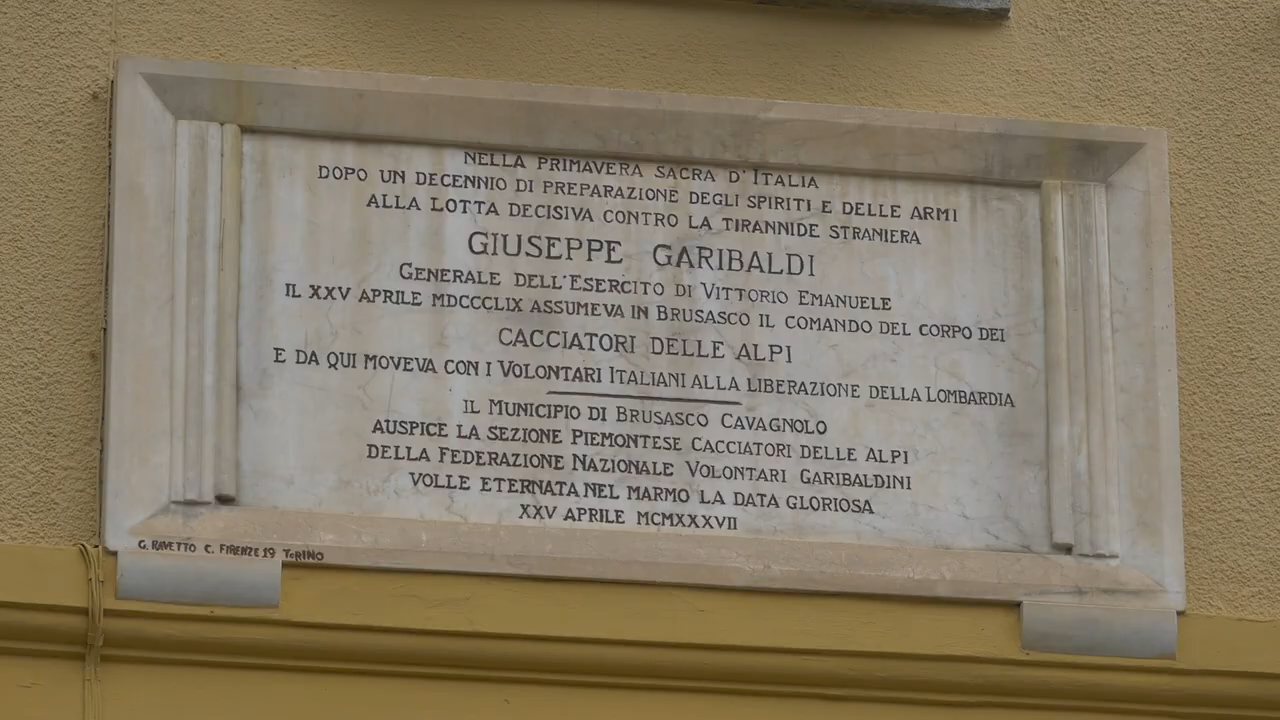 NELLA PRIMAVERA SACRA D'ITALIA
DOPO UN DECENNIO DI PREPARAZIONE DEGLI SPIRITI E DELLE ARMI
ALLA LOTTA DECISIVA CONTRO LA TIRANNIDE STRANIERA
GIUSEPPE GARIBALDI
GENERALE DELL'ESERCITO DI VITTORIO EMANUELE
IL XXV APRILE MDCCCLIX ASSUMEVA IN BRUSASCO IL COMANDO DEL CORPO DEI
CACCIATORI DELLE ALPI
E DA QUI MOVEVA CON I VOLONTARI ITALIANI ALLA LIBERAZIONE DELLA LOMBARDIA
IL MUNICIPIO DI BRUSASCO CAVAGNOLO
AUSPICE LA SEZIONE PIEMONTESE CACCIATORI DELLE ALPI
DELLA FEDERAZIONE NAZIONALE VOLONTARI GARIBALDINI
VOLLE ETERNATA NEL MARMO LA DATA GLORIOSA
XXV APRILE MCMXXXVII
G. RAVETTO C. FIRENZE 19 TORINO